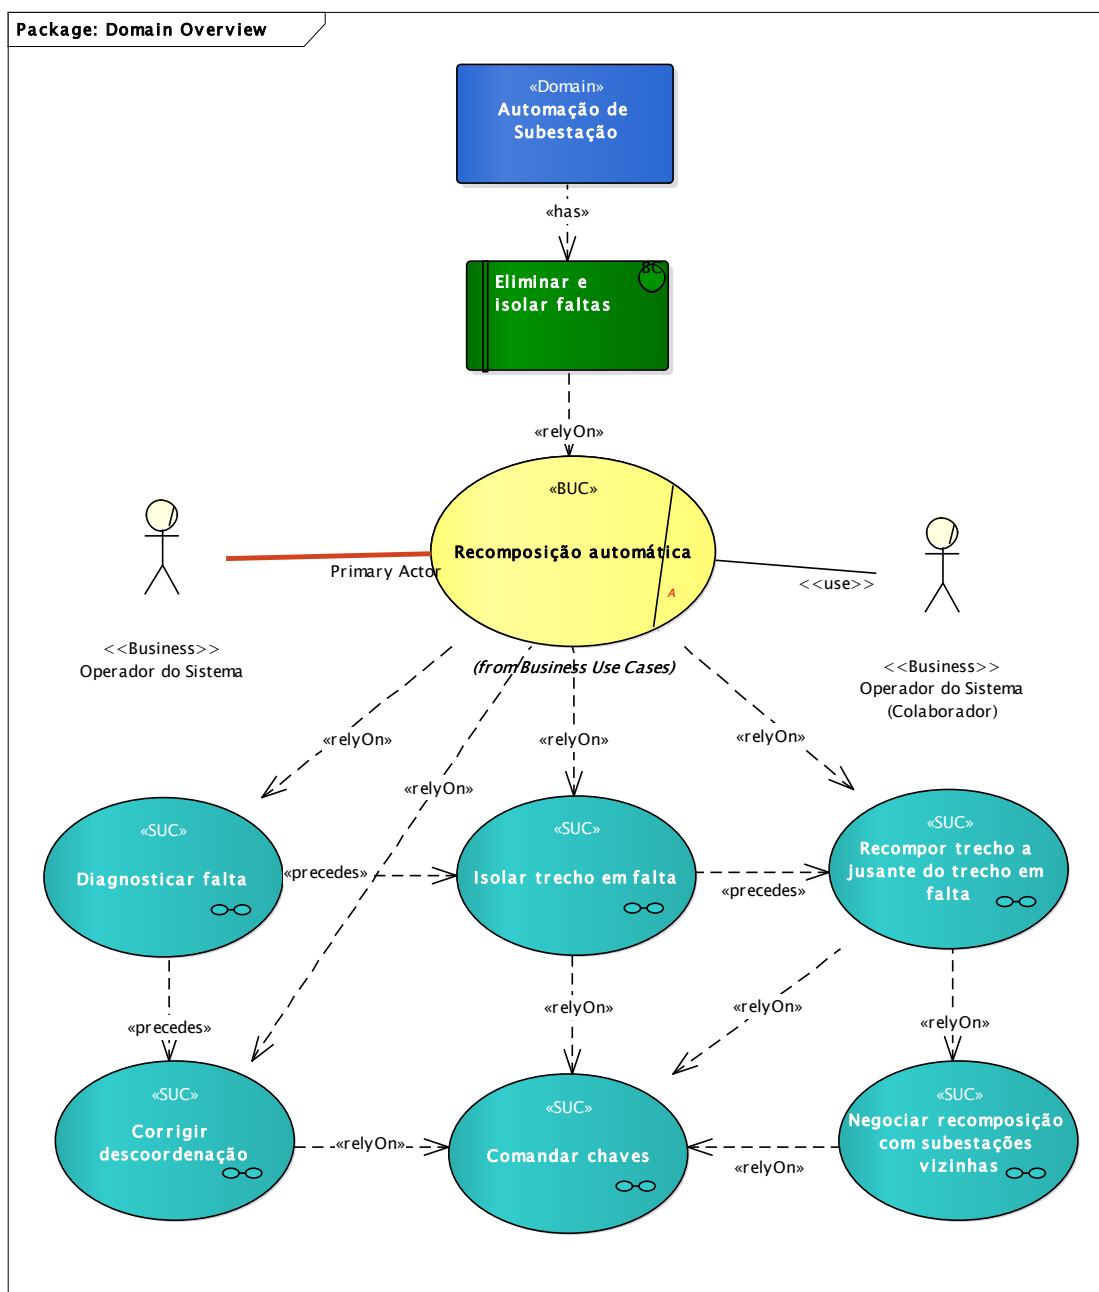 Package: Domain Overview
«Domain»
Automação de
Subestação
«has»
BC
Eliminar e
isolar faltas
«relyOn»
«BUC»
Recomposição automática
A
Primary Actor
<<use>>
<<Business>>
Operador do Sistema
(from Business Use Cases)
<<Business>>
Operador do Sistema
(Colaborador)
«relyOn»
«relyOn»
«relyOn»
«relyOn»
«SUC»
Diagnosticar falta
«precedes»
«SUC»
Isolar trecho em falta
«precedes»
«SUC»
Recompor trecho a
jusante do trecho em
falta
«precedes»
«relyOn»
«relyOn»
«relyOn»
«SUC»
Corrigir
descoordenação
«relyOn»
«SUC»
Comandar chaves
«relyOn»
«SUC»
Negociar recomposição
com subestações
vizinhas